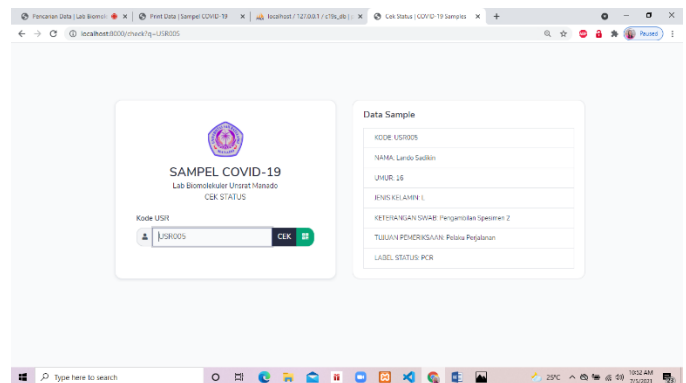 Pencarian Data | Lab Biomol
Print Data | Sampel COVID-19
localhost / 127.0.0.1 / c19s_db |
Cek Status | COVID-19 Samples
localhost:8000/check?q=USR005
Paused
SAMPEL COVID-19
Lab Biomolekuler Unsrat Manado
CEK STATUS
Kode USR
USR005
CEK
Data Sample
KODE: USR005
NAMA: Lando Sadikin
UMUR: 16
JENIS KELAMIN: L
KETERANGAN SWAB: Pengambilan Spesimen 2
TUJUAN PEMERIKSAAN: Pelaku Perjalanan
LABEL STATUS: PCR
Type here to search
25°C
10:32 AM
7/1/2021